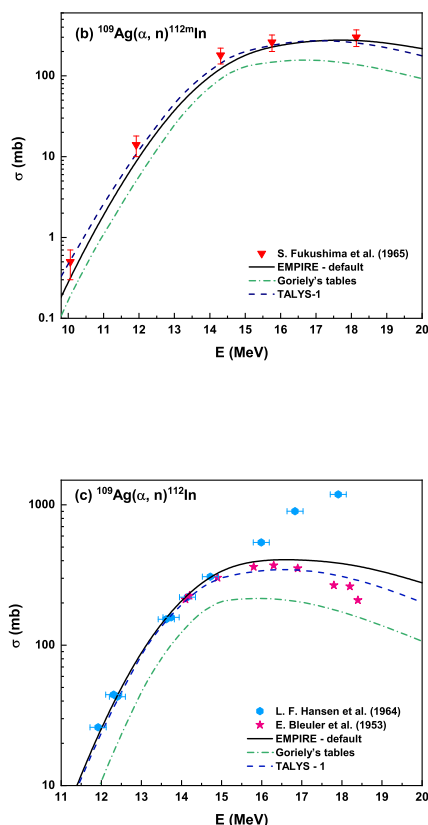 (b) ¹⁰⁹Ag(α, n)¹¹²ᵐIn
100
10
1
0.1
σ (mb)
S. Fukushima et al. (1965)
EMPIRE - default
Goriely's tables
TALYS-1
10 11 12 13 14 15 16 17 18 19 20
E (MeV)
(c) ¹⁰⁹Ag(α, n)¹¹²In
1000
100
10
σ (mb)
L. F. Hansen et al. (1964)
E. Bleuler et al. (1953)
EMPIRE - default
Goriely's tables
TALYS - 1
11 12 13 14 15 16 17 18 19 20
E (MeV)